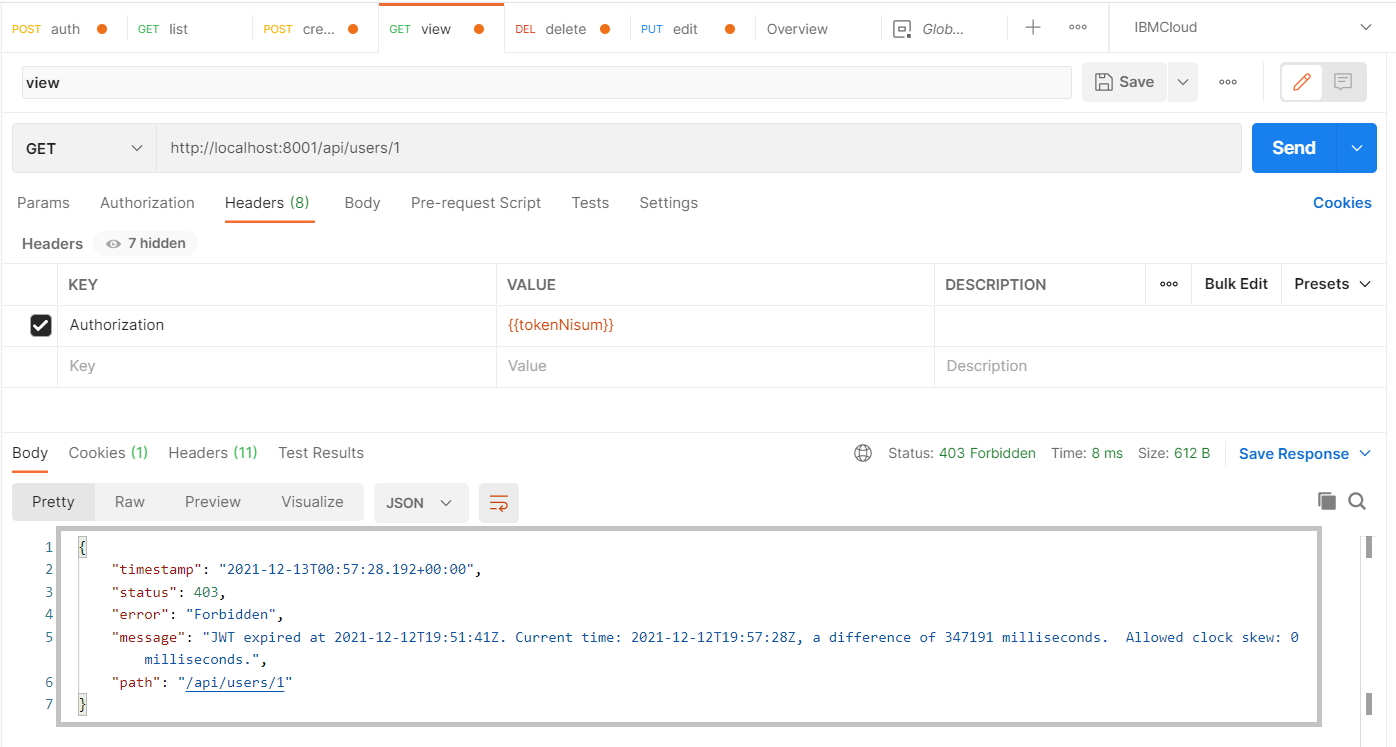 POST auth GET list POST cre... GET view DEL delete PUT edit Overview Glob... IBMCloud
view Save
GET http://localhost:8001/api/users/1 Send
Params Authorization Headers (8) Body Pre-request Script Tests Settings Cookies
Headers 7 hidden
KEY VALUE DESCRIPTION Bulk Edit Presets
Authorization {{tokenNisum}}
Key Value Description
Body Cookies (1) Headers (11) Test Results Status: 403 Forbidden Time: 8 ms Size: 612 B Save Response
Pretty Raw Preview Visualize JSON
1 {
2 "timestamp": "2021-12-13T00:57:28.192+00:00",
3 "status": 403,
4 "error": "Forbidden",
5 "message": "JWT expired at 2021-12-12T19:51:41Z. Current time: 2021-12-12T19:57:28Z, a difference of 347191 milliseconds.  Allowed clock skew: 0
milliseconds.",
6 "path": "/api/users/1"
7 }